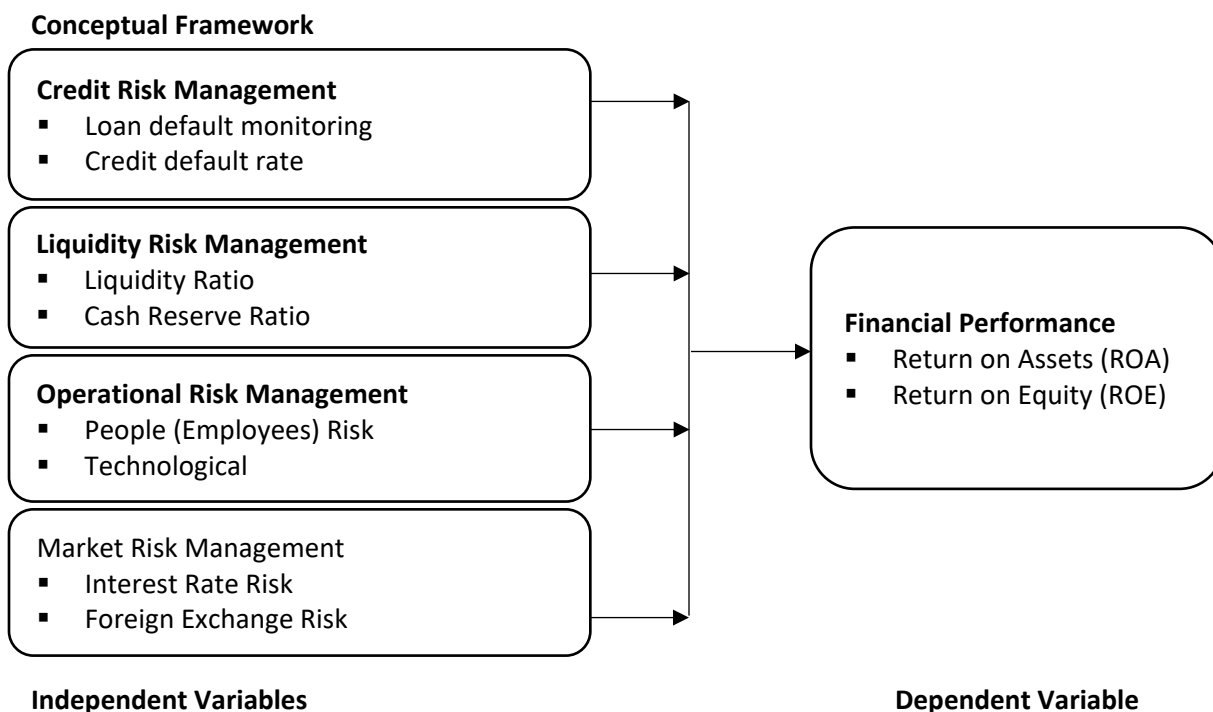 Conceptual Framework
Credit Risk Management
▪ Loan default monitoring
▪ Credit default rate
Liquidity Risk Management
▪ Liquidity Ratio
▪ Cash Reserve Ratio
Operational Risk Management
▪ People (Employees) Risk
▪ Technological
Market Risk Management
▪ Interest Rate Risk
▪ Foreign Exchange Risk
Financial Performance
▪ Return on Assets (ROA)
▪ Return on Equity (ROE)
Independent Variables
Dependent Variable